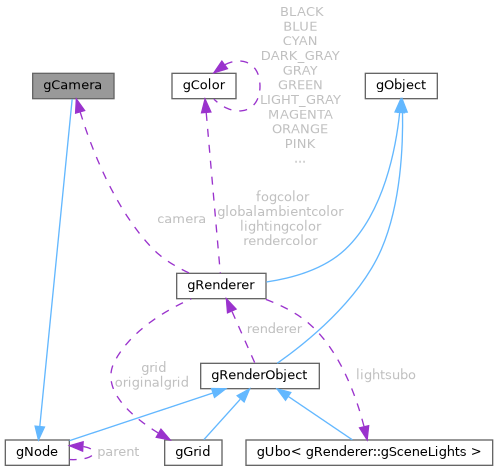 BLACK
BLUE
CYAN
DARK_GRAY
GRAY
GREEN
LIGHT_GRAY
MAGENTA
ORANGE
PINK
...
gCamera
gColor
gObject
camera
fogcolor
globalambientcolor
lightingcolor
rendercolor
gRenderer
renderer
grid
originalgrid
gRenderObject
lightsubo
gNode
parent
gGrid
gUbo< gRenderer::gSceneLights >